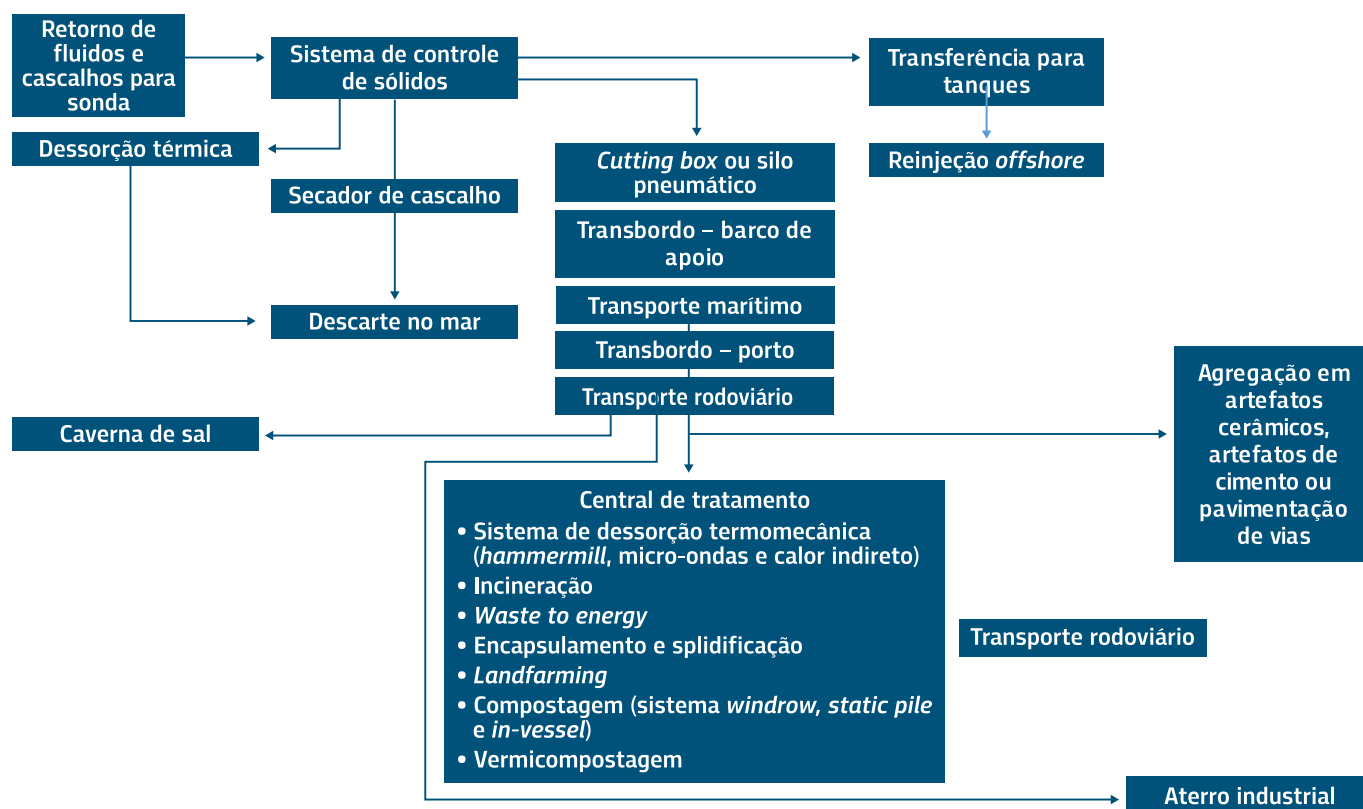 Retorno de
fluidos e
cascalhos para
sonda
Sistema de controle
de sólidos
Transferência para
tanques
Dessorção térmica
Cutting box ou silo
pneumático
Reinjeção offshore
Secador de cascalho
Transbordo – barco de
apoio
Transporte marítimo
Descarte no mar
Transbordo – porto
Transporte rodoviário
Caverna de sal
Agregação em
artefatos
cerâmicos,
artefatos de
cimento ou
pavimentação
de vias
Central de tratamento
• Sistema de dessorção termomecânica
(hammermill, micro-ondas e calor indireto)
• Incineração
• Waste to energy
• Encapsulamento e splidificação
• Landfarming
• Compostagem (sistema windrow, static pile
e in-vessel)
• Vermicompostagem
Transporte rodoviário
Aterro industrial